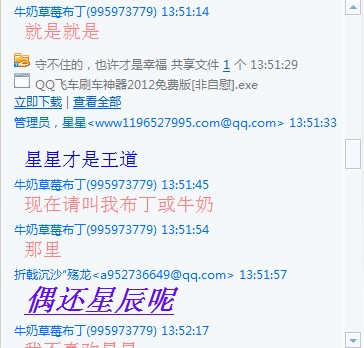 牛奶草莓布丁(995973779) 13:51:14
就是就是
守不住的，也许才是幸福 共享文件 1 个 13:51:29
QQ飞车刷车神器2012免费版[非自慰].exe
立即下载 | 查看全部
管理员，星星<www1196527995.com@qq.com> 13:51:33
星星才是王道
牛奶草莓布丁(995973779) 13:51:45
现在请叫我布丁或牛奶
牛奶草莓布丁(995973779) 13:51:54
那里
折戟沉沙”殇龙<a952736649@qq.com> 13:51:57
偶还星辰呢
牛奶草莓布丁(995973779) 13:52:17
我不喜欢星星